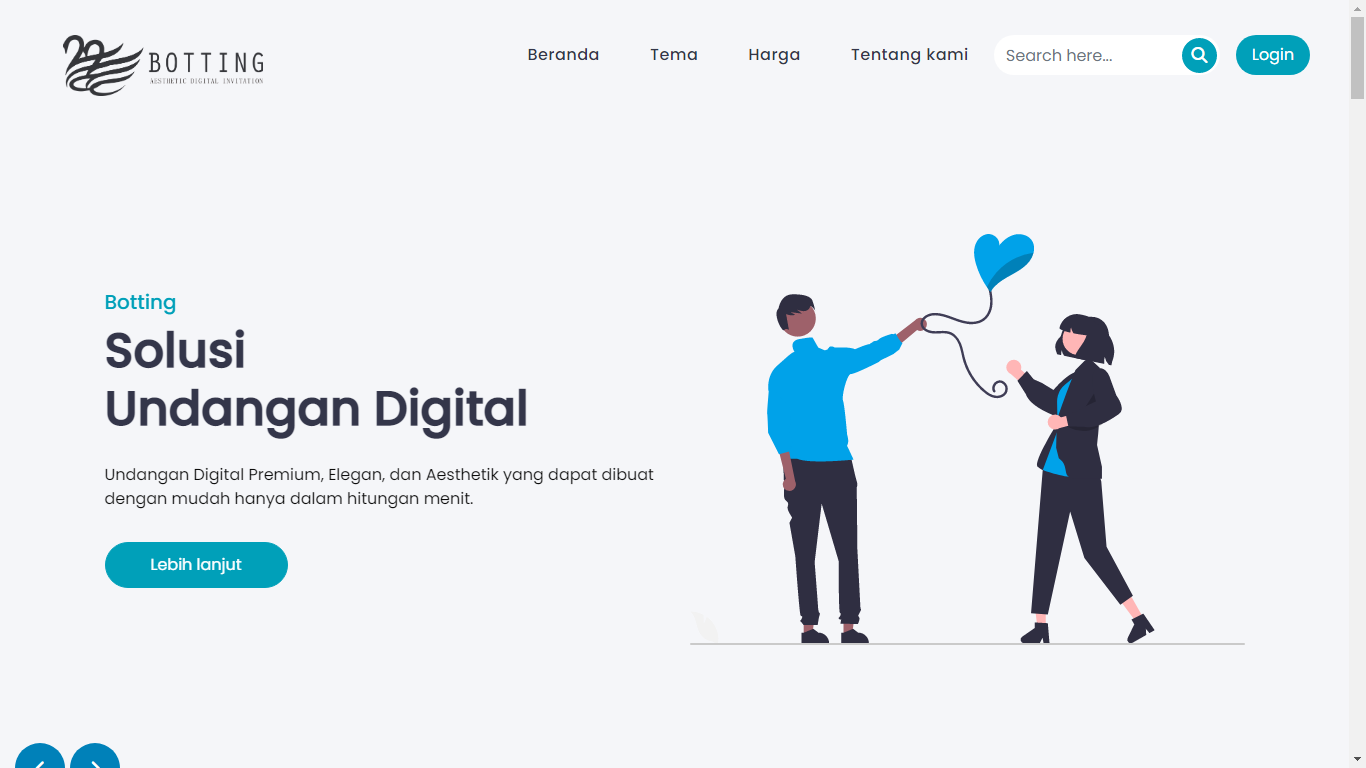 BOTTING
AESTHETIC DIGITAL INVITATION
Beranda
Tema
Harga
Tentang kami
Search here...
Login
Botting
Solusi
Undangan Digital
Undangan Digital Premium, Elegan, dan Aesthetik yang dapat dibuat
dengan mudah hanya dalam hitungan menit.
Lebih lanjut